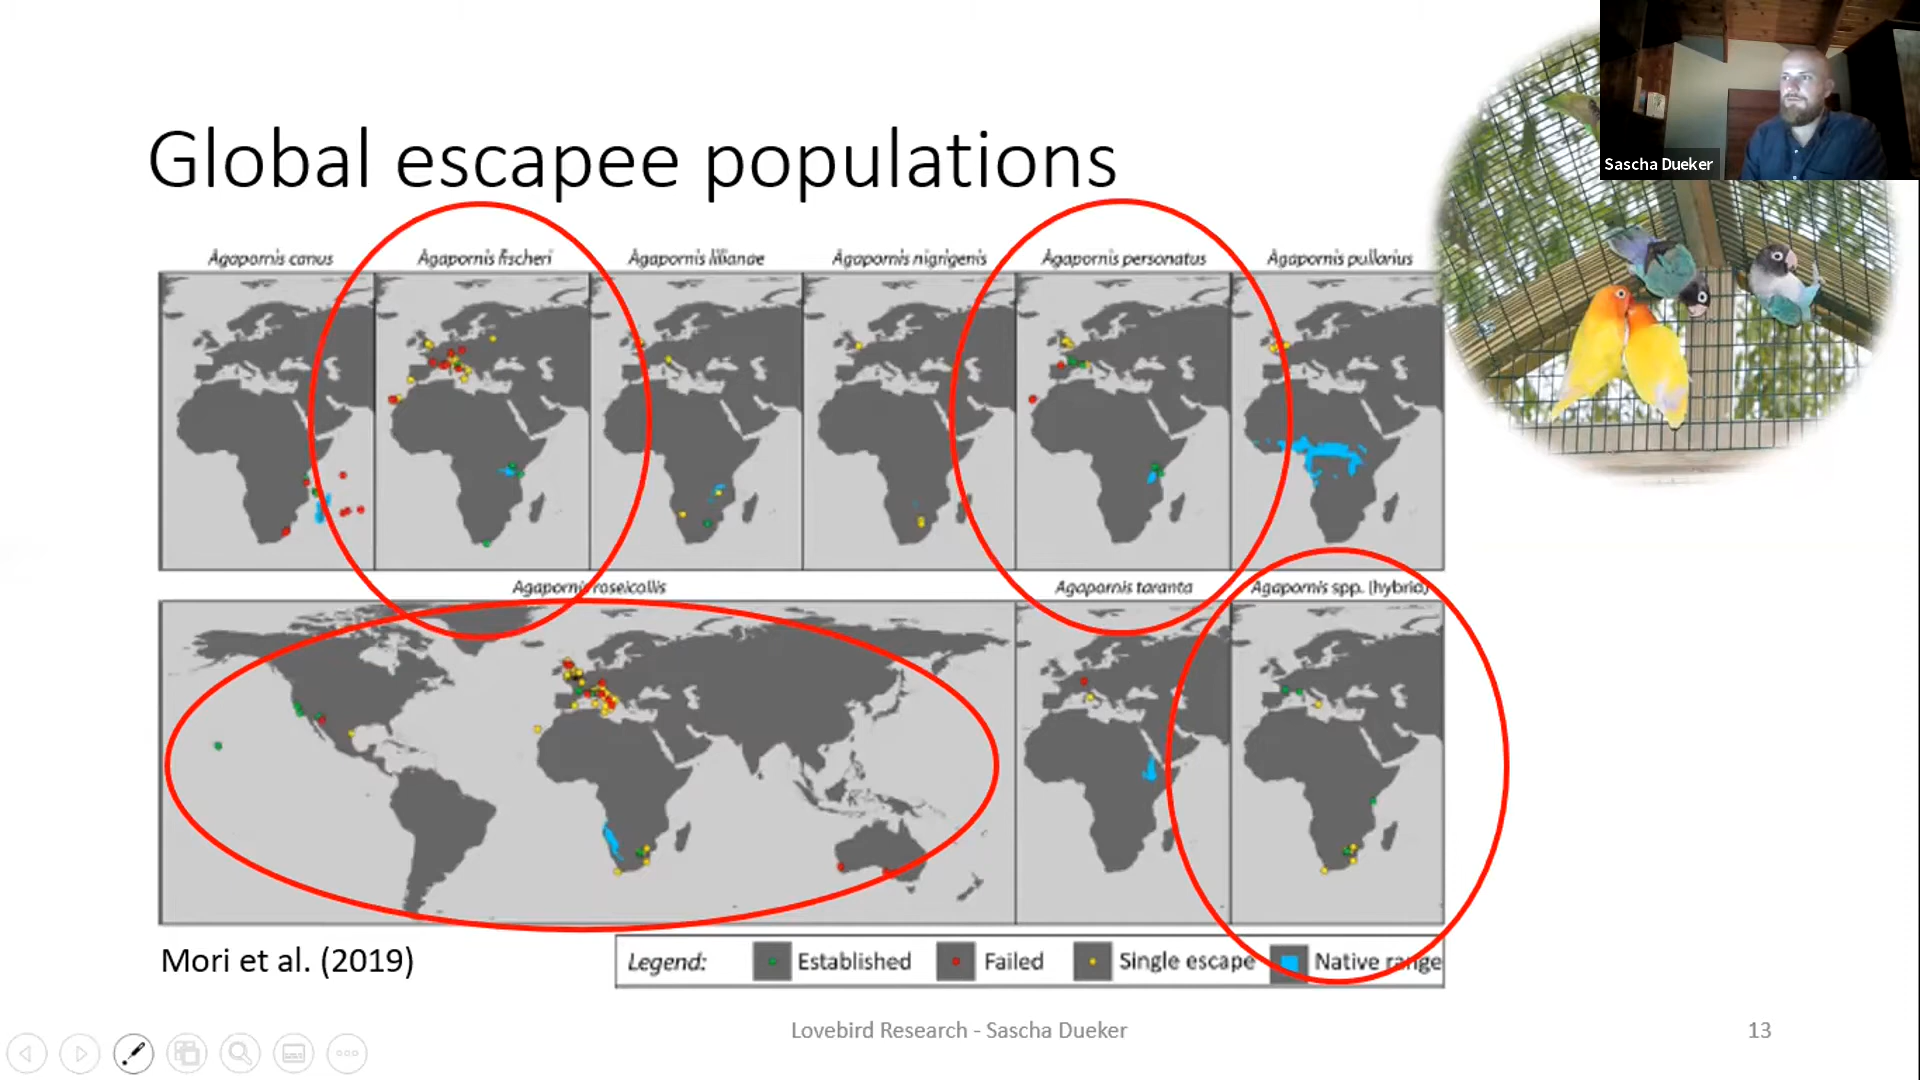 Sascha Dueker
Global escapee populations
Agapornis canus
Agapornis fischeri
Agapornis lilianae
Agapornis nigrigenis
Agapornis personatus
Agapornis pullarius
Agapornis roseicollis
Agapornis taranta
Agapornis spp. (hybrid)
Mori et al. (2019)
Legend:
Established
Failed
Single escape
Native range
Lovebird Research - Sascha Dueker
13